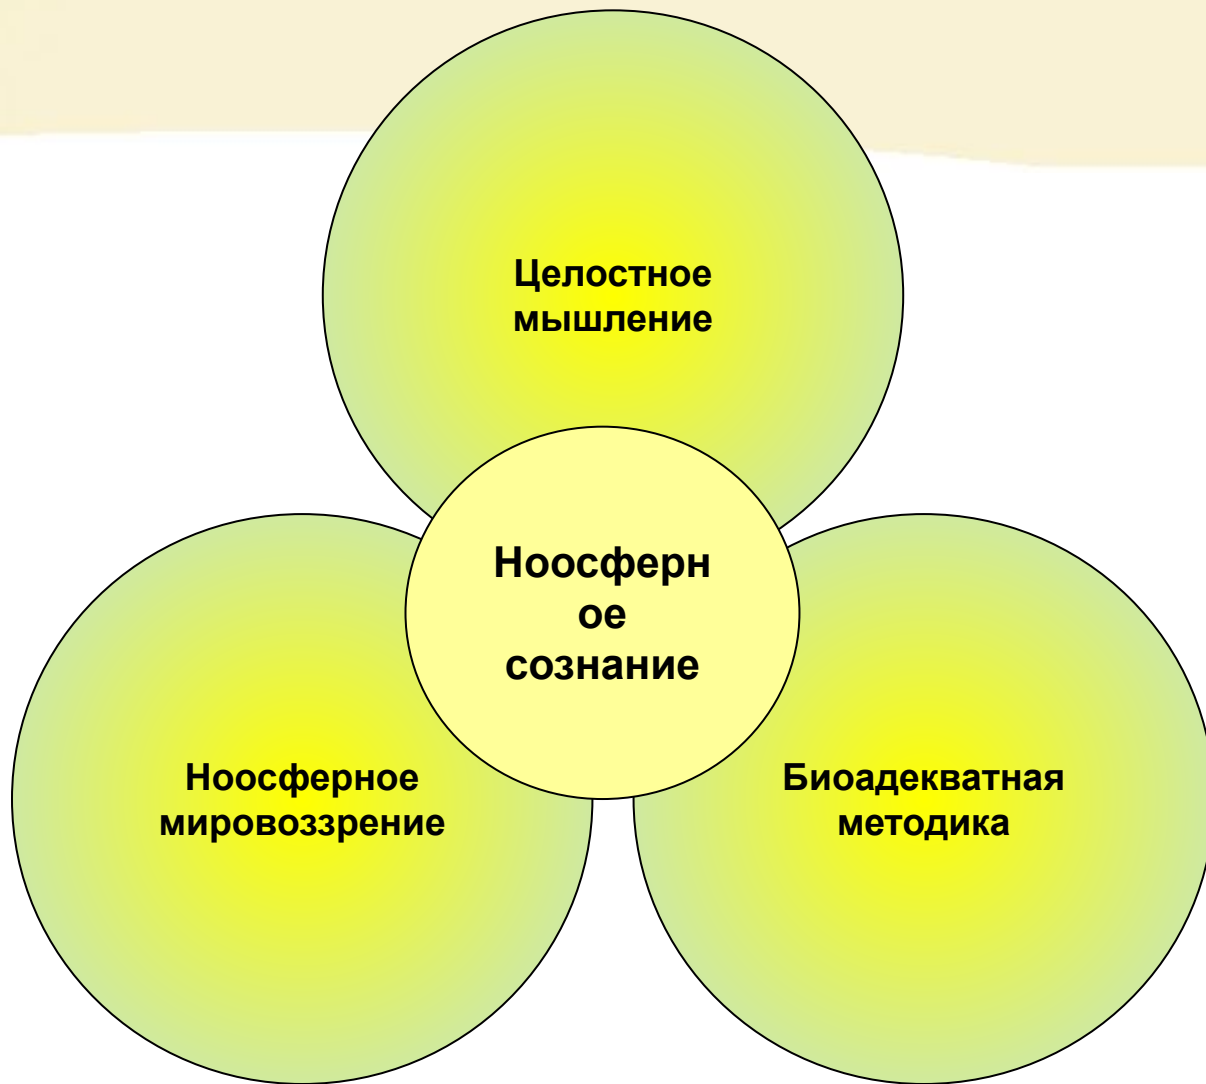 Целостное
мышление
Ноосферн
ое
сознание
Ноосферное
мировоззрение
Биоадекватная
методика